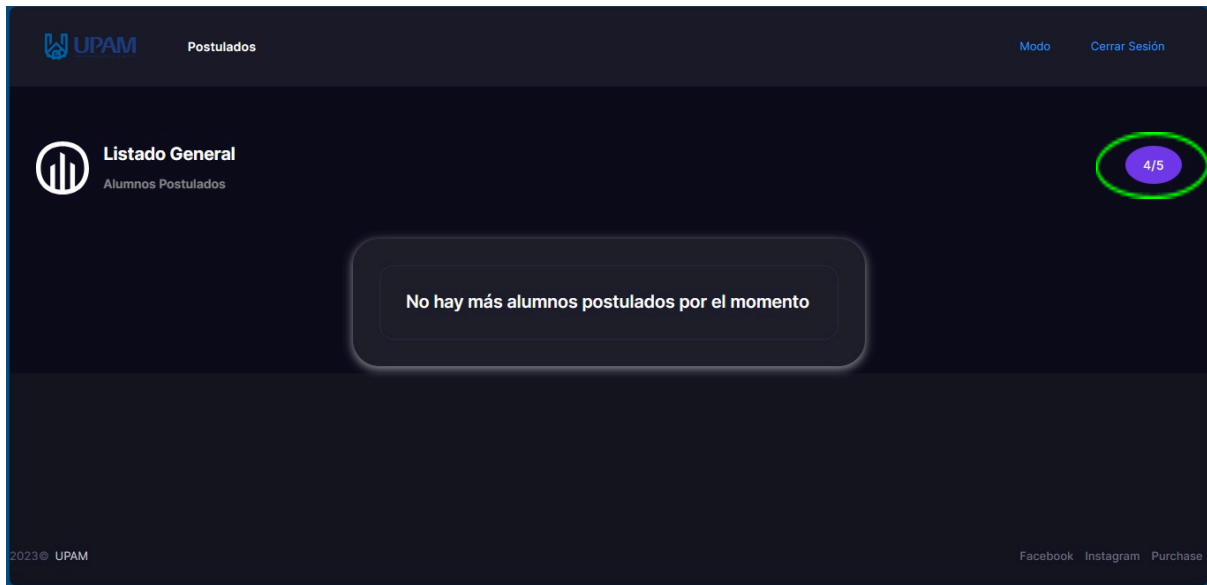 UPAM
Postulados
Modo
Cerrar Sesión
Listado General
Alumnos Postulados
4/5
No hay más alumnos postulados por el momento
2023© UPAM
Facebook Instagram Purchase